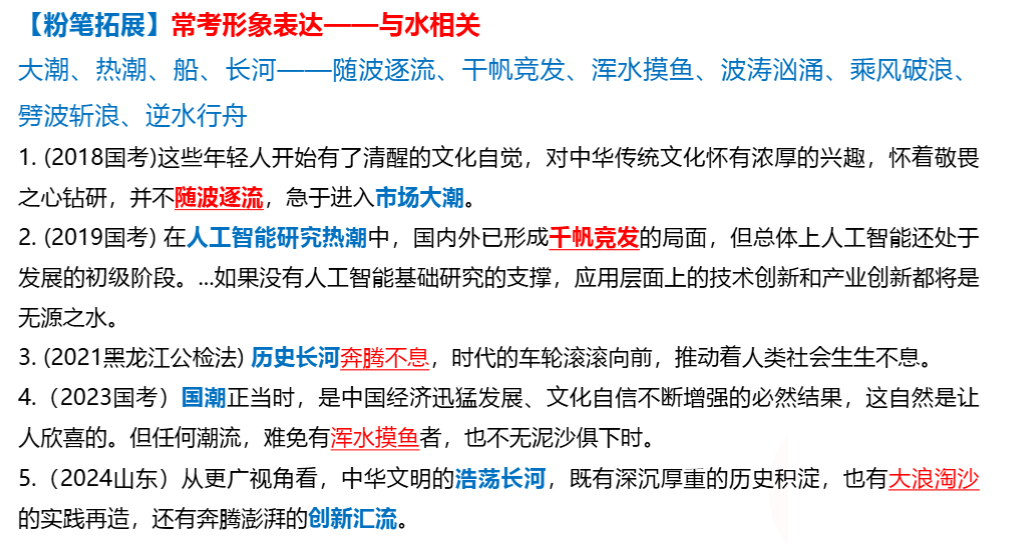 【粉笔拓展】常考形象表达——与水相关
大潮、热潮、船、长河——随波逐流、千帆竞发、浑水摸鱼、波涛汹涌、乘风破浪、
劈波斩浪、逆水行舟
1. (2018国考)这些年轻人开始有了清醒的文化自觉，对中华传统文化怀有浓厚的兴趣，怀着敬畏
之心钻研，并不随波逐流，急于进入市场大潮。
2. (2019国考) 在人工智能研究热潮中，国内外已形成千帆竞发的局面，但总体上人工智能还处于
发展的初级阶段。...如果没有人工智能基础研究的支撑，应用层面上的技术创新和产业创新都将是
无源之水。
3. (2021黑龙江公检法) 历史长河奔腾不息，时代的车轮滚滚向前，推动着人类社会生生不息。
4.（2023国考）国潮正当时，是中国经济迅猛发展、文化自信不断增强的必然结果，这自然是让
人欣喜的。但任何潮流，难免有浑水摸鱼者，也不无泥沙俱下时。
5.（2024山东）从更广视角看，中华文明的浩荡长河，既有深沉厚重的历史积淀，也有大浪淘沙
的实践再造，还有奔腾澎湃的创新汇流。